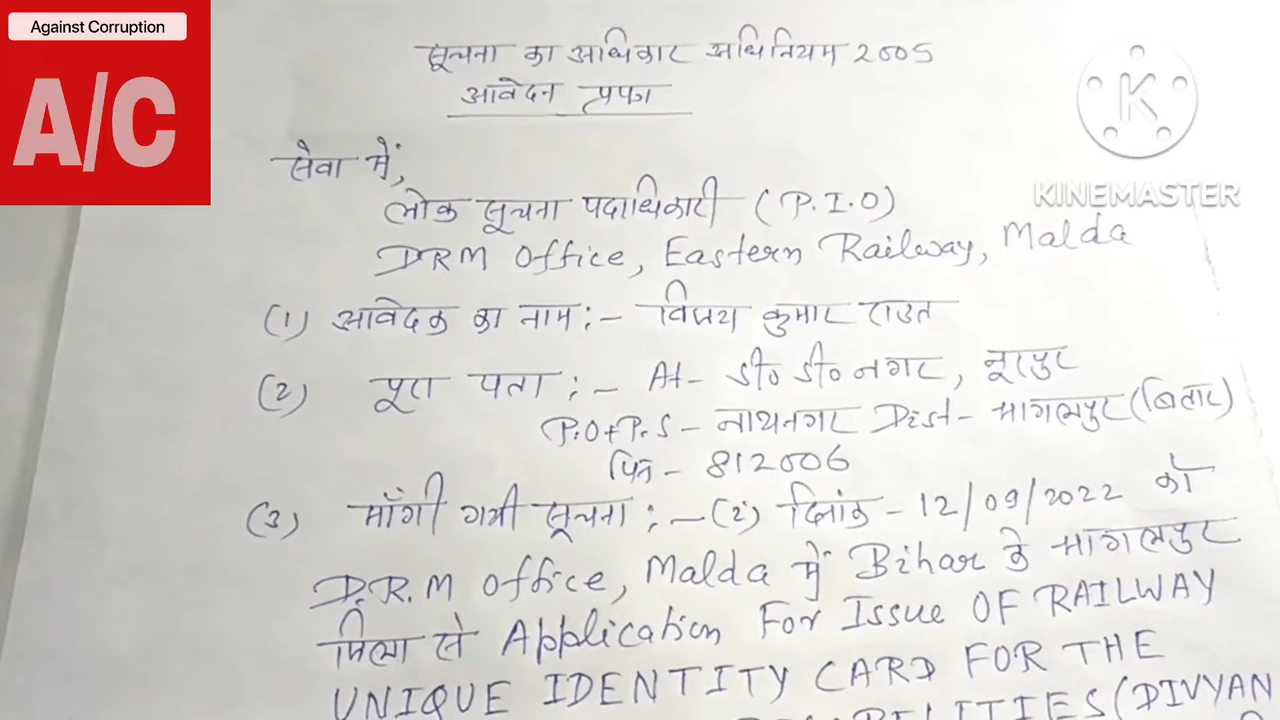 Against Corruption
A/C
K
KINEMASTER
सूचना का अधिकार अधिनियम 2005
आवेदन प्रपत्र
सेवा में,
लोक सूचना पदाधिकारी (P.I.O)
DRM Office, Eastern Railway, Malda
(1) आवेदक का नाम :- विजय कुमार राउत
(2) पूरा पता :- At- डी० डी० नगर, नूरपुर
P.O+P.S - नाथनगर Dist- भागलपुर (बिहार)
पिन - 812006
(3) माँगी गयी सूचना :- (i) दिनांक - 12/09/2022 को
D.R.M office, Malda में Bihar के भागलपुर
जिला से Application For Issue OF RAILWAY
UNIQUE IDENTITY CARD FOR THE
(DIVYAN